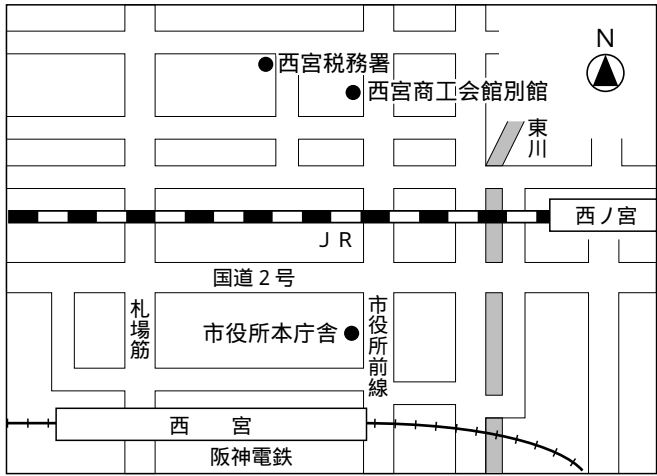 N
西宮税務署
西宮商工会館別館
東川
西ノ宮
JR
国道2号
札場筋
市役所本庁舎
市役所前線
西 宮
阪神電鉄